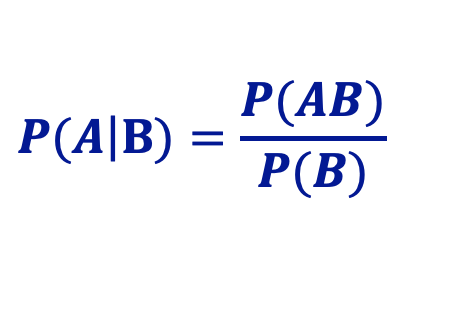 P(A|B) = P(AB) / P(B)